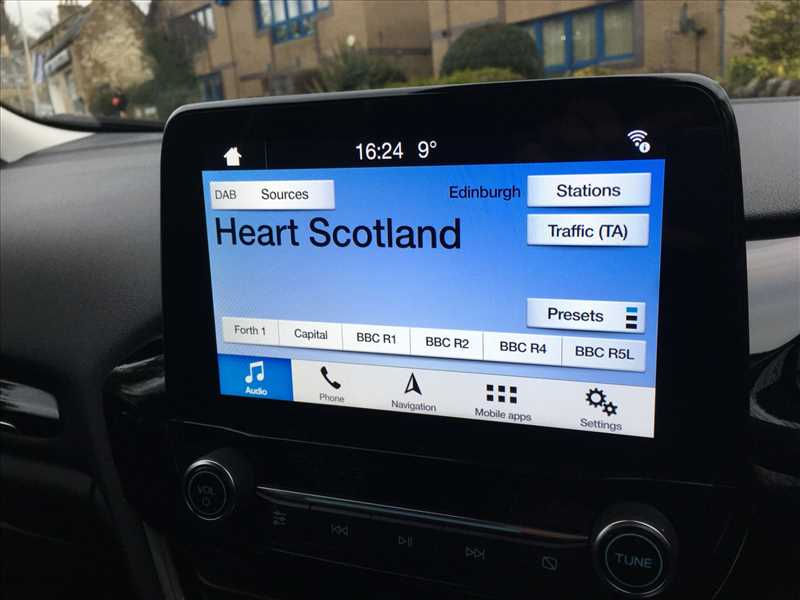 16:24 9°
DAB Sources
Edinburgh
Stations
Heart Scotland
Traffic (TA)
Presets
Forth 1
Capital
BBC R1
BBC R2
BBC R4
BBC R5L
Audio
Phone
Navigation
Mobile apps
Settings
VOL
TUNE